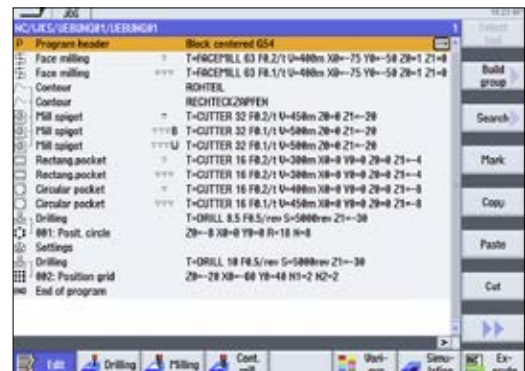 JOG
NC/WKS/UEBUNG01/UEBUNG01 1
P Program header Block centered G54
Face milling T=FACEMILL 63 F0.2/t V=400m X0=-75 Y0=-50 Z0=1 Z1=0
Face milling T=FACEMILL 63 F0.1/t V=400m X0=-75 Y0=-50 Z0=1 Z1=0
Contour ROHTEIL
Contour RECHTECKZAPFEN
Mill spigot T=CUTTER 32 F0.2/t V=450m Z0=0 Z1=-20
Mill spigot B T=CUTTER 32 F0.1/t V=500m Z0=0 Z1=-20
Mill spigot U T=CUTTER 32 F0.2/t V=450m Z0=0 Z1=-20
Rectang.pocket T=CUTTER 16 F0.2/t V=300m X0=0 Y0=0 Z0=0 Z1=-4
Rectang.pocket T=CUTTER 16 F0.1/t V=300m X0=0 Y0=0 Z0=0 Z1=-4
Circular pocket T=CUTTER 16 F0.2/t V=300m X0=0 Y0=0 Z0=0 Z1=-8
Circular pocket T=CUTTER 16 F0.1/t V=450m X0=0 Y0=0 Z0=0 Z1=-8
Drilling T=DRILL 8.5 F0.5/rev S=5000rev Z1=-30
001: Posit. circle Z0=-8 X0=0 Y0=0 R=18 N=8
Settings
Drilling T=DRILL 10 F0.5/rev S=5000rev Z1=-30
002: Position grid Z0=-20 X0=-60 Y0=-40 N1=2 N2=2
END End of program
Select
Build
group
Search
Mark
Copy
Paste
Cut
Edit
Drilling
Milling
Cont.
mill.
Vari-
Simu-
NC Ex-